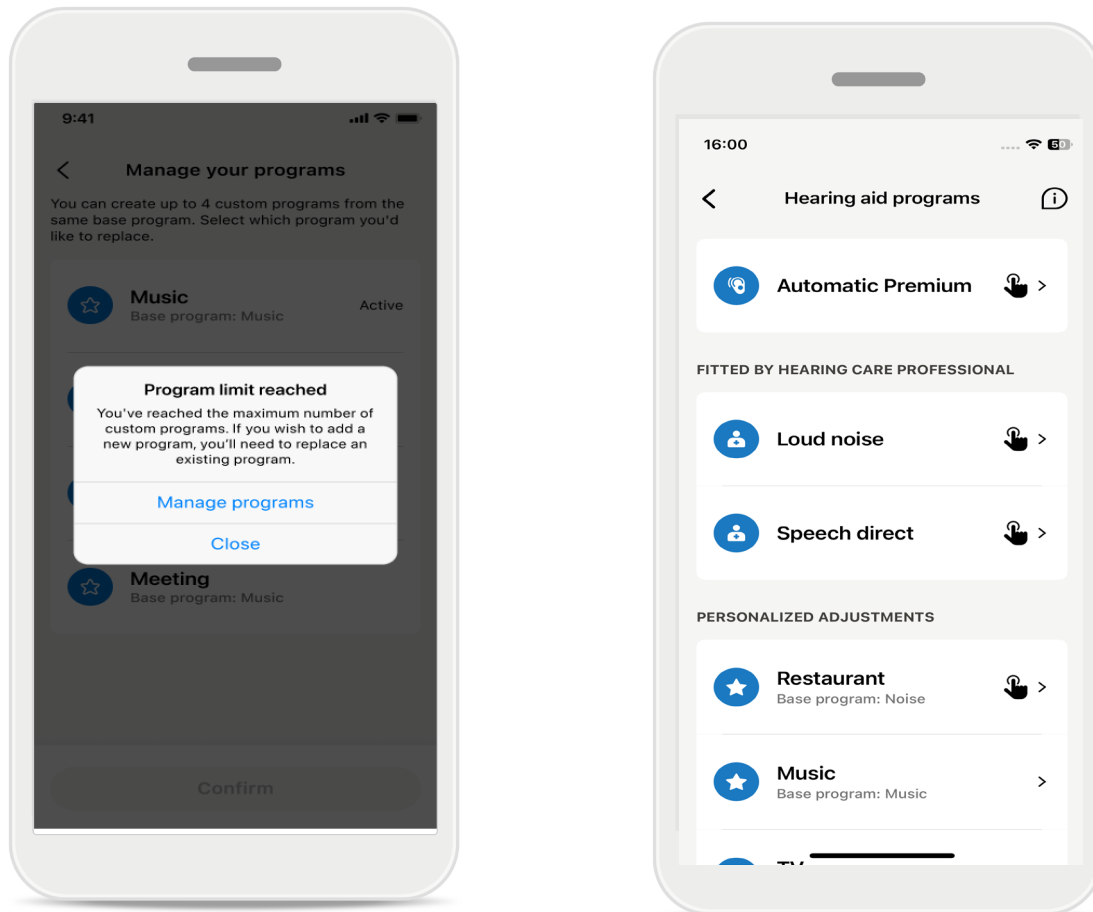 9:41
Manage your programs
You can create up to 4 custom programs from the
same base program. Select which program you'd
like to replace.
Music
Base program: Music
Active
Program limit reached
You've reached the maximum number of
custom programs. If you wish to add a
new program, you'll need to replace an
existing program.
Manage programs
Close
Meeting
Base program: Music
Confirm
16:00
50
Hearing aid programs
Automatic Premium
FITTED BY HEARING CARE PROFESSIONAL
Loud noise
Speech direct
PERSONALIZED ADJUSTMENTS
Restaurant
Base program: Noise
Music
Base program: Music
TV